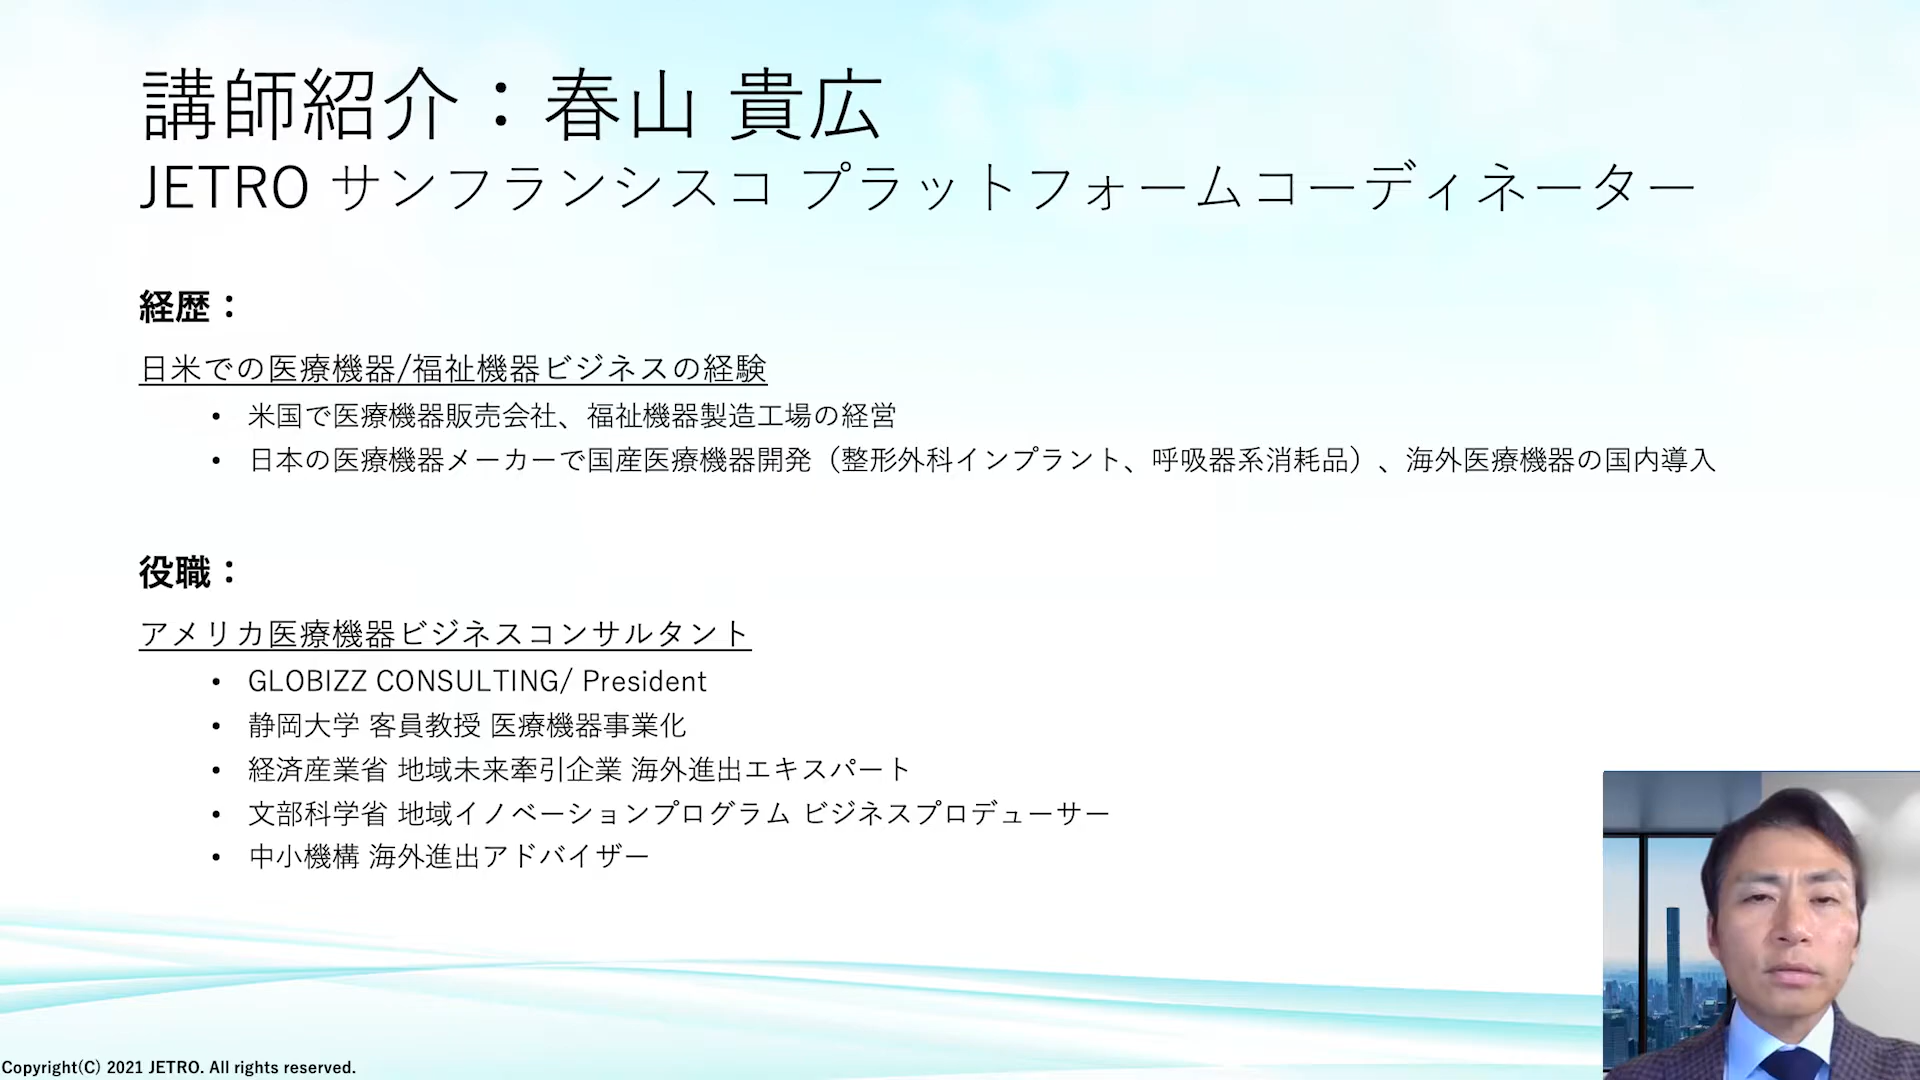 講師紹介：春山 貴広
JETRO サンフランシスコ プラットフォームコーディネーター
経歴：
日米での医療機器/福祉機器ビジネスの経験
• 米国で医療機器販売会社、福祉機器製造工場の経営
• 日本の医療機器メーカーで国産医療機器開発（整形外科インプラント、呼吸器系消耗品）、海外医療機器の国内導入
役職：
アメリカ医療機器ビジネスコンサルタント
• GLOBIZZ CONSULTING/ President
• 静岡大学 客員教授 医療機器事業化
• 経済産業省 地域未来牽引企業 海外進出エキスパート
• 文部科学省 地域イノベーションプログラム ビジネスプロデューサー
• 中小機構 海外進出アドバイザー
Copyright(C) 2021 JETRO. All rights reserved.